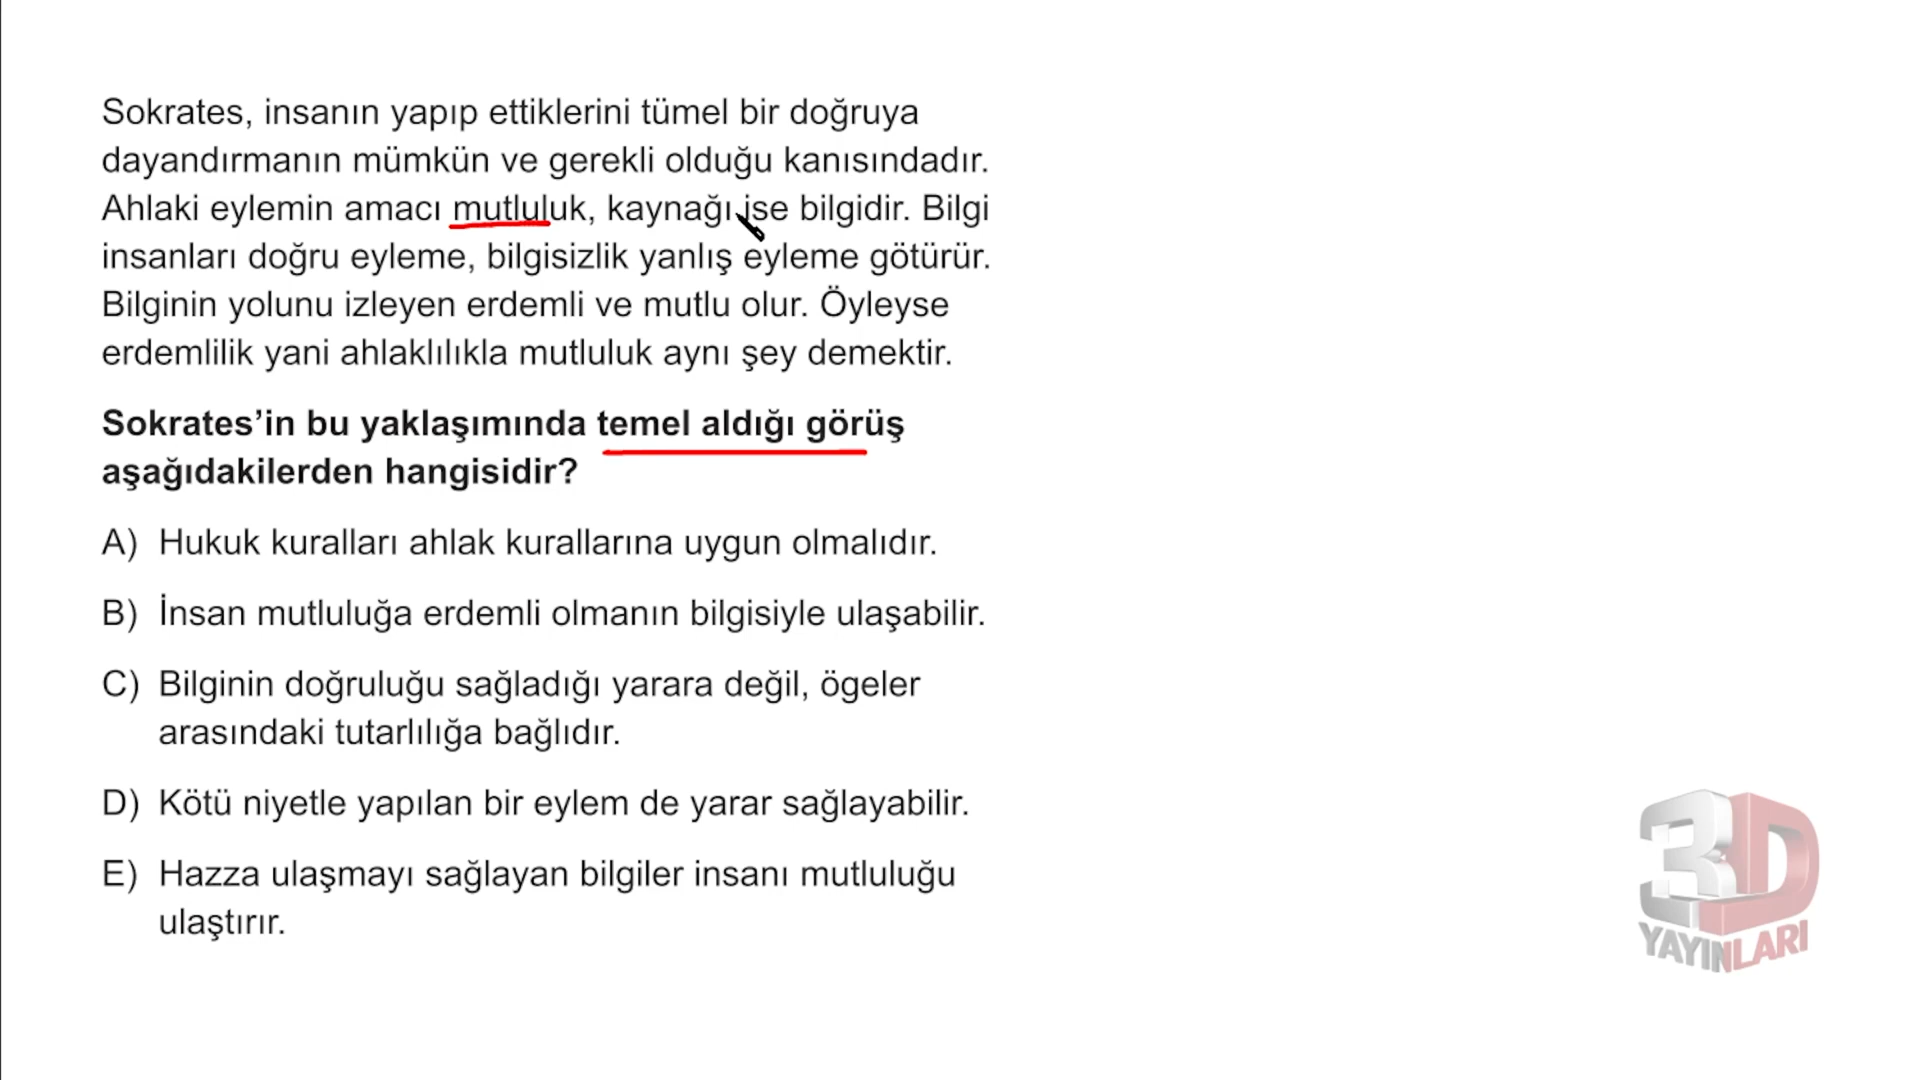 Sokrates, insanın yapıp ettiklerini tümel bir doğruya
dayandırmanın mümkün ve gerekli olduğu kanısındadır.
Ahlaki eylemin amacı mutluluk, kaynağı ise bilgidir. Bilgi
insanları doğru eyleme, bilgisizlik yanlış eyleme götürür.
Bilginin yolunu izleyen erdemli ve mutlu olur. Öyleyse
erdemlilik yani ahlaklılıkla mutluluk aynı şey demektir.
Sokrates’in bu yaklaşımında temel aldığı görüş
aşağıdakilerden hangisidir?
A) Hukuk kuralları ahlak kurallarına uygun olmalıdır.
B) İnsan mutluluğa erdemli olmanın bilgisiyle ulaşabilir.
C) Bilginin doğruluğu sağladığı yarara değil, ögeler
arasındaki tutarlılığa bağlıdır.
D) Kötü niyetle yapılan bir eylem de yarar sağlayabilir.
E) Hazza ulaşmayı sağlayan bilgiler insanı mutluluğu
ulaştırır.
3D
YAYINLARI